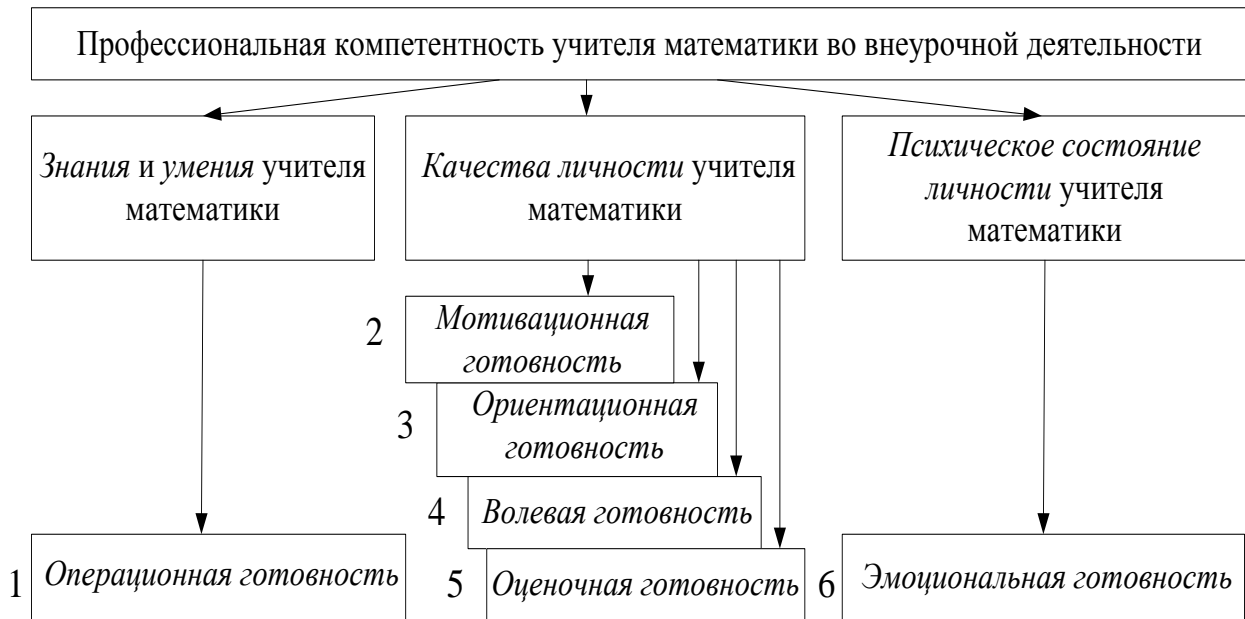 Профессиональная компетентность учителя математики во внеурочной деятельности
Знания и умения учителя
математики
Качества личности учителя
математики
Психическое состояние
личности учителя
математики
2
Мотивационная
готовность
3
Ориентационная
готовность
4
Волевая готовность
1
Операционная готовность
5
Оценочная готовность
6
Эмоциональная готовность